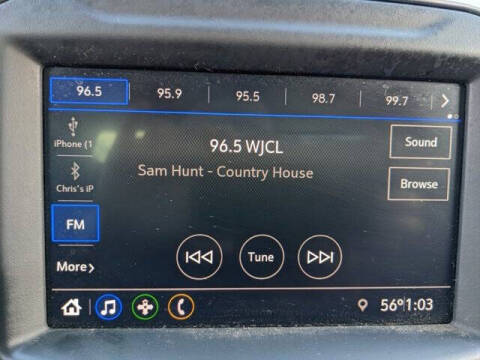 96.5 95.9 95.5 98.7 99.7
iPhone (1
Chris's iP
FM
More
96.5 WJCL
Sam Hunt - Country House
Sound
Browse
Tune
56° 1:03